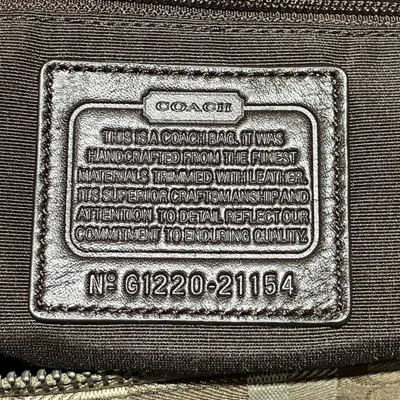 COACH
THIS IS A COACH BAG. IT WAS
HANDCRAFTED FROM THE FINEST
MATERIALS TRIMMED WITH LEATHER.
ITS SUPERIOR CRAFTSMANSHIP AND
ATTENTION TO DETAIL REFLECT OUR
COMMITMENT TO ENDURING QUALITY.
Nº G1220-21154